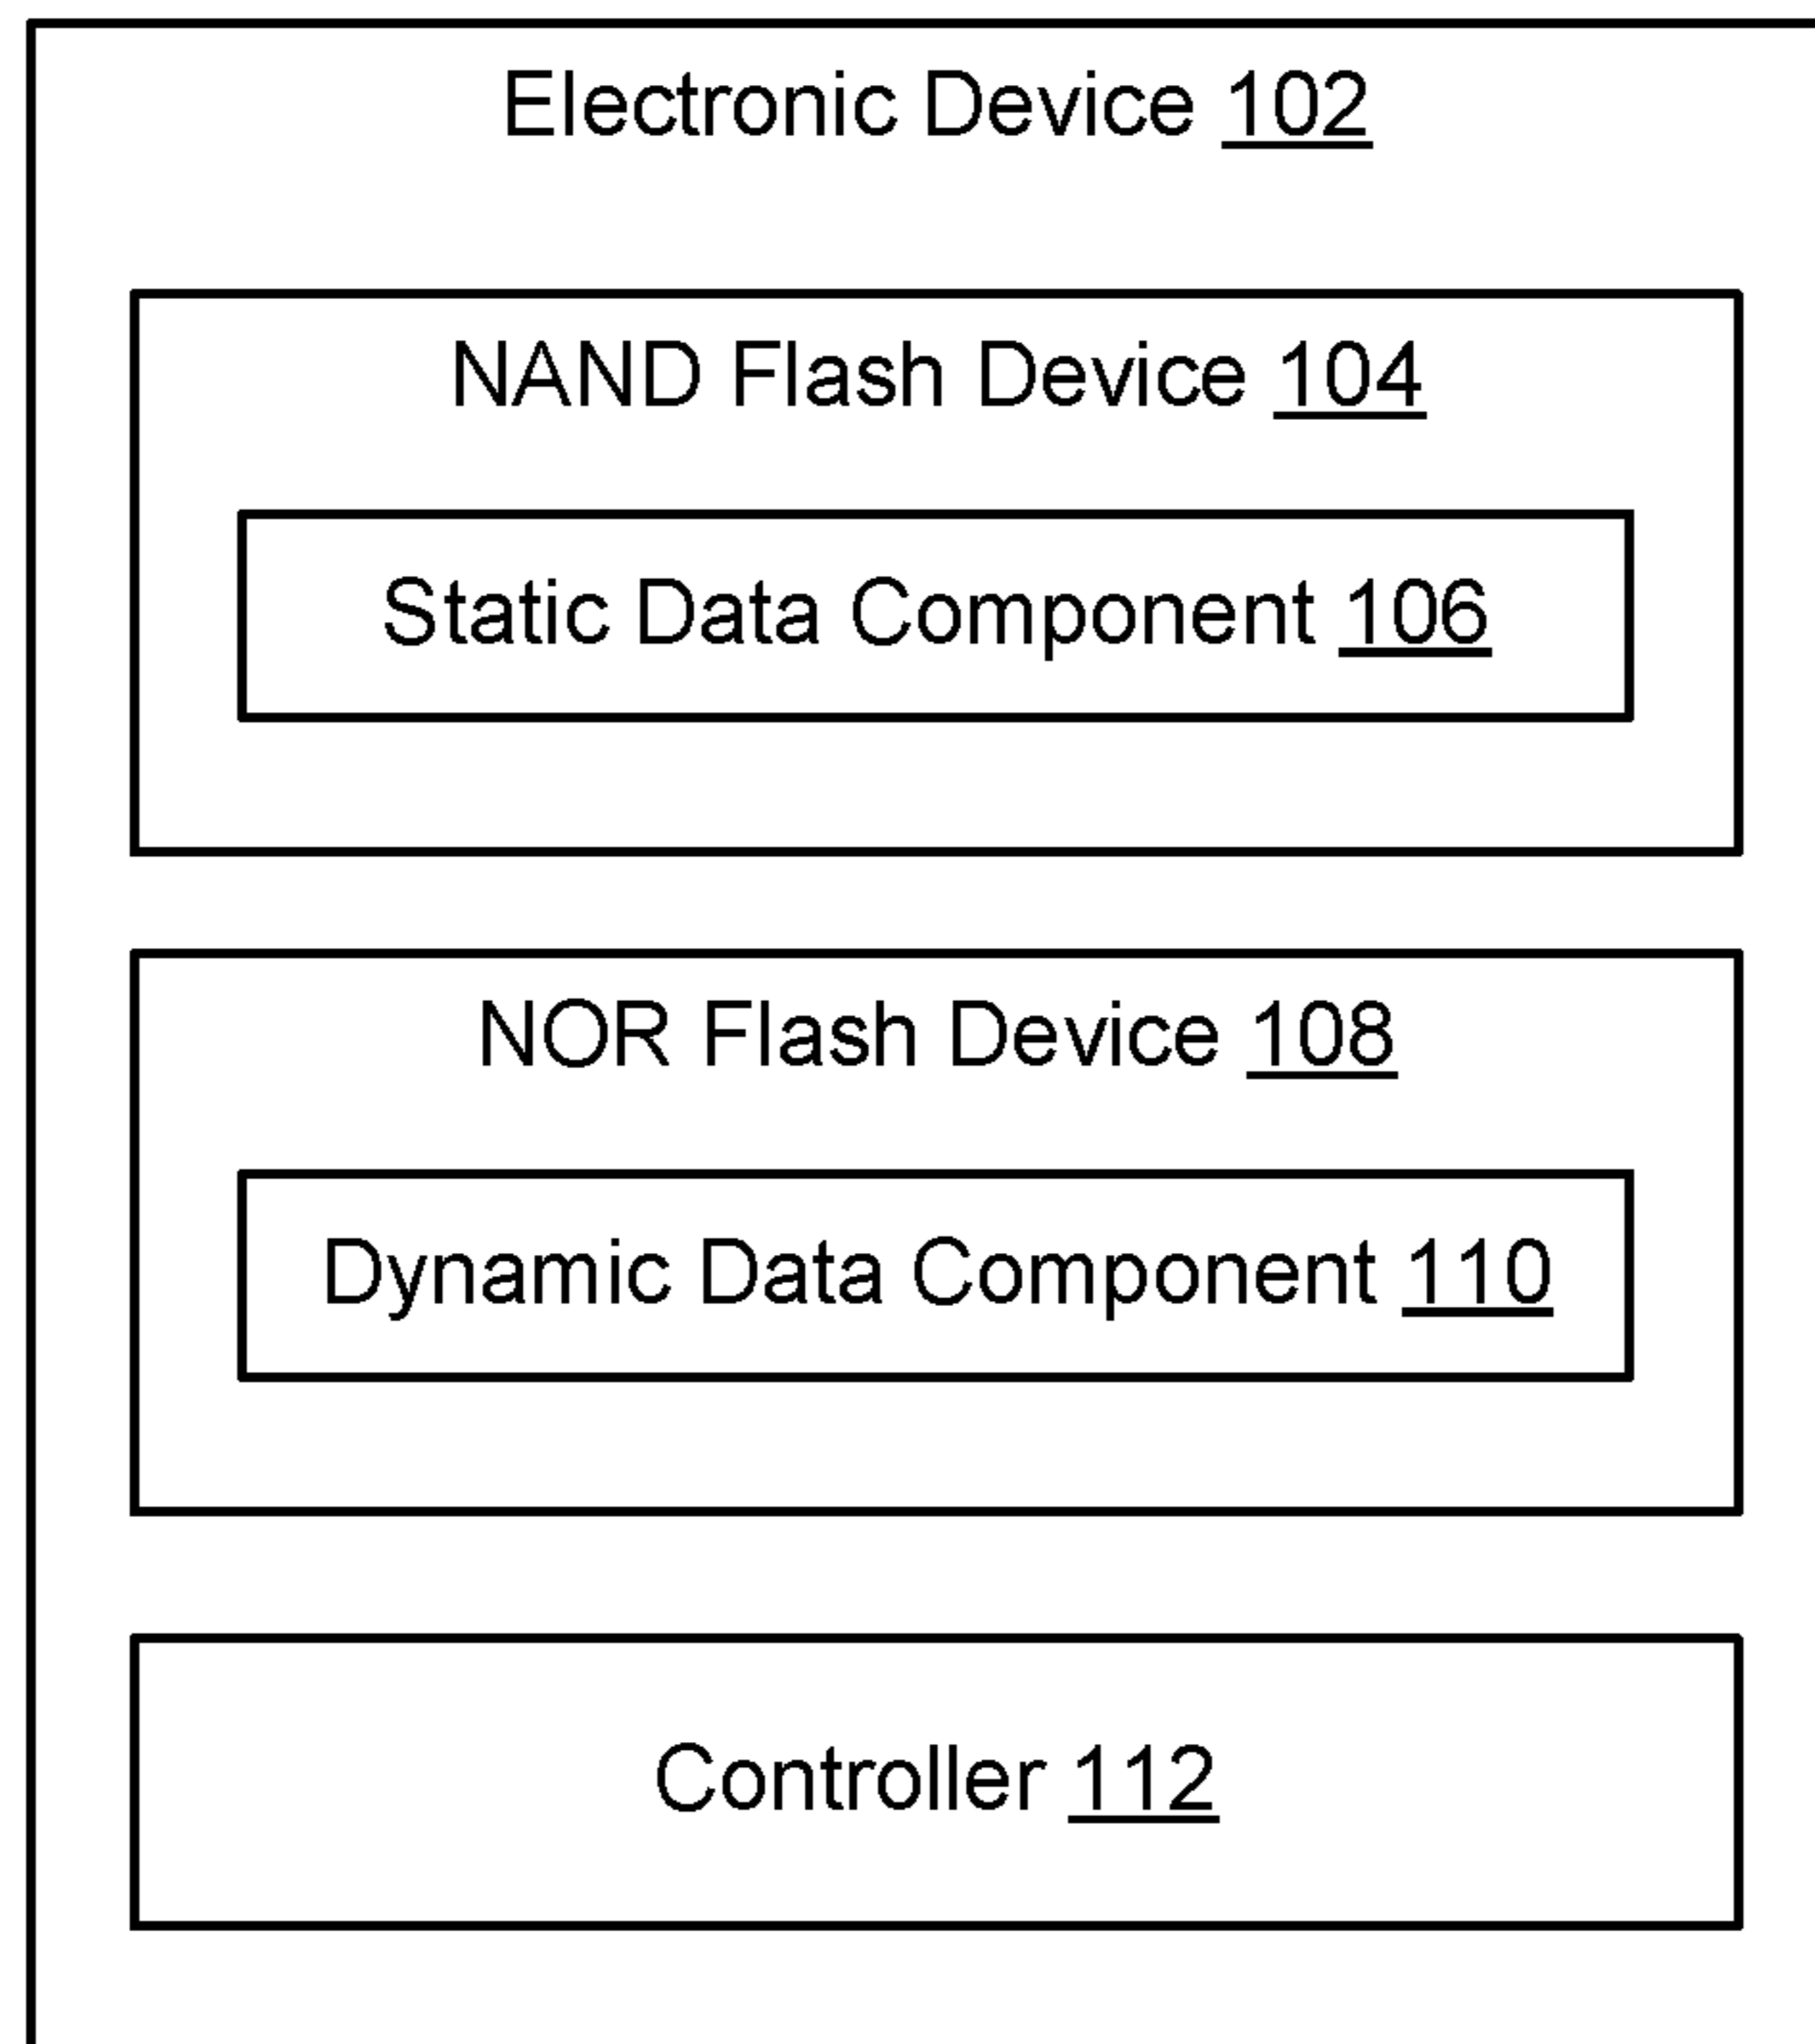 Electronic Device 102
NAND Flash Device 104
Static Data Component 106
NOR Flash Device 108
Dynamic Data Component 110
Controller 112